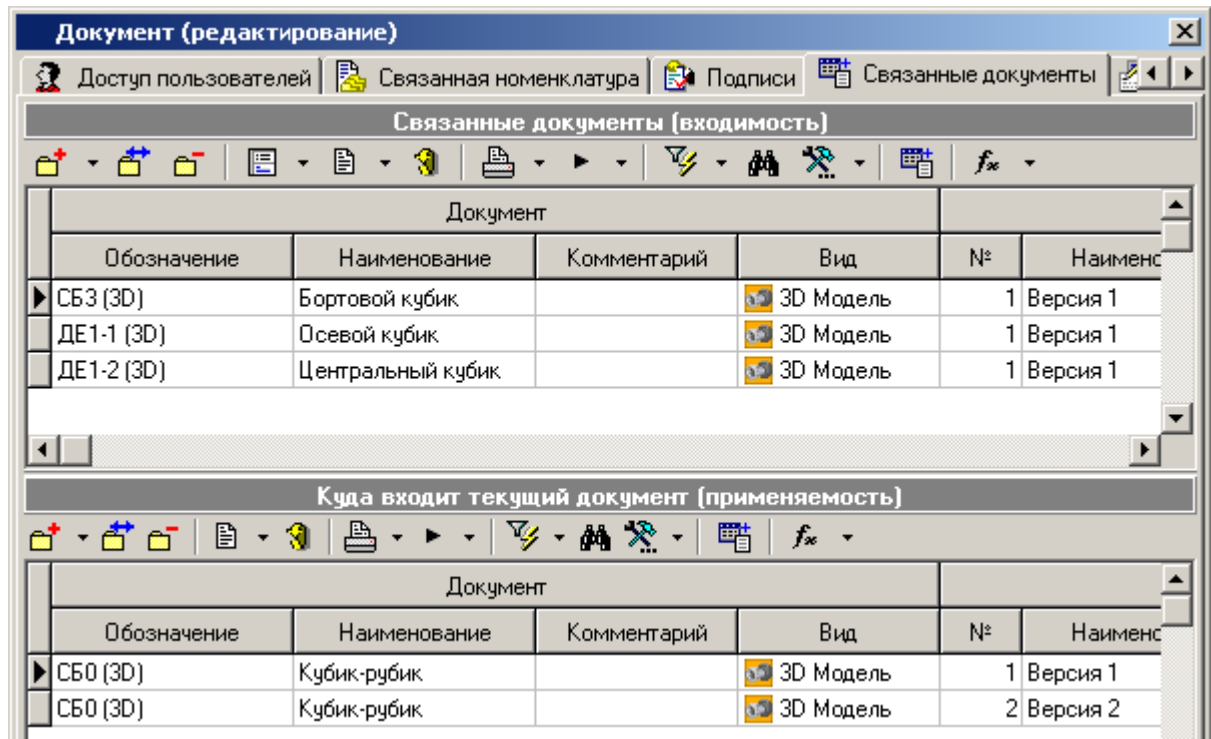 Документ (редактирование)
Доступ пользователей Связанная номенклатура Подписи Связанные документы
Связанные документы (входимость)
Документ
Обозначение Наименование Комментарий Вид № Наименс
СБ3 (3D) Бортовой кубик 3D Модель 1 Версия 1
ДЕ1-1 (3D) Осевой кубик 3D Модель 1 Версия 1
ДЕ1-2 (3D) Центральный кубик 3D Модель 1 Версия 1
Куда входит текущий документ (применяемость)
Документ
Обозначение Наименование Комментарий Вид № Наименс
СБ0 (3D) Кубик-рубик 3D Модель 1 Версия 1
СБ0 (3D) Кубик-рубик 3D Модель 2 Версия 2